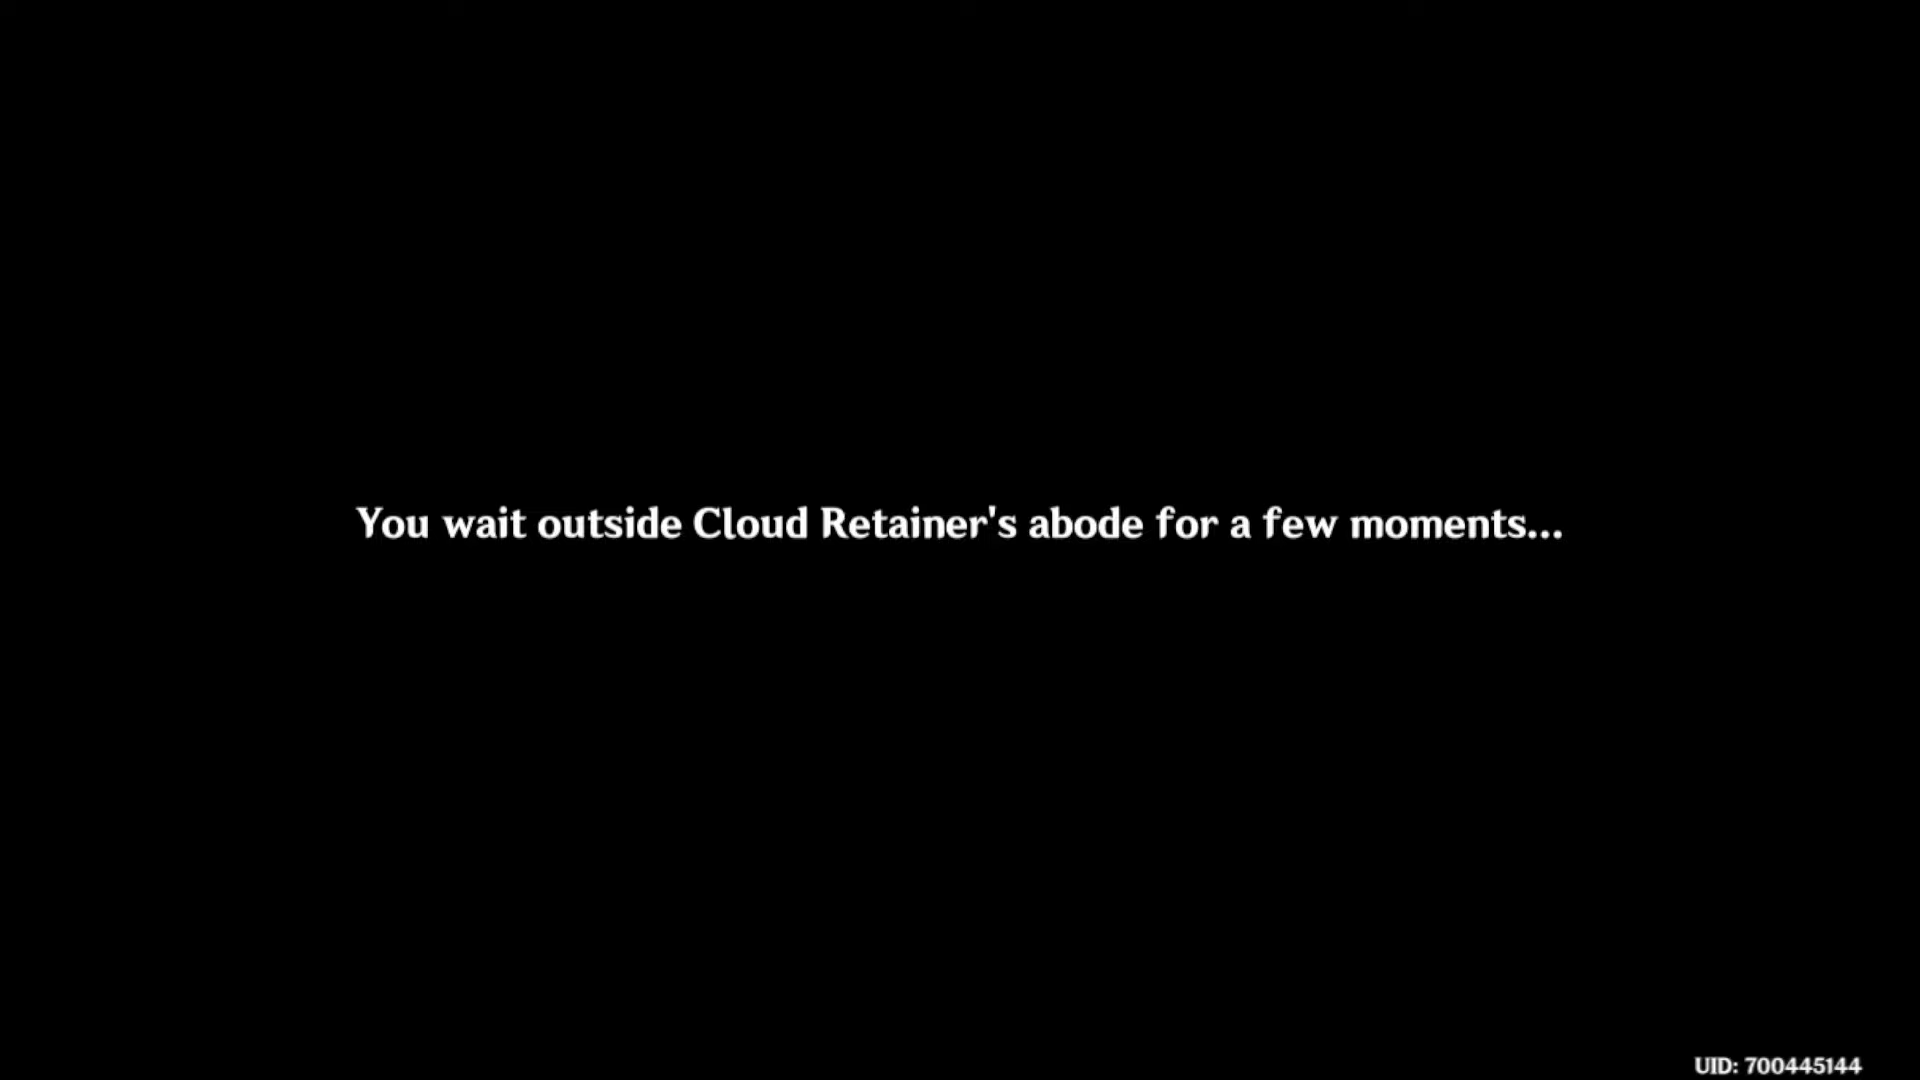 You wait outside Cloud Retainer's abode for a few moments...
UID: 700445144